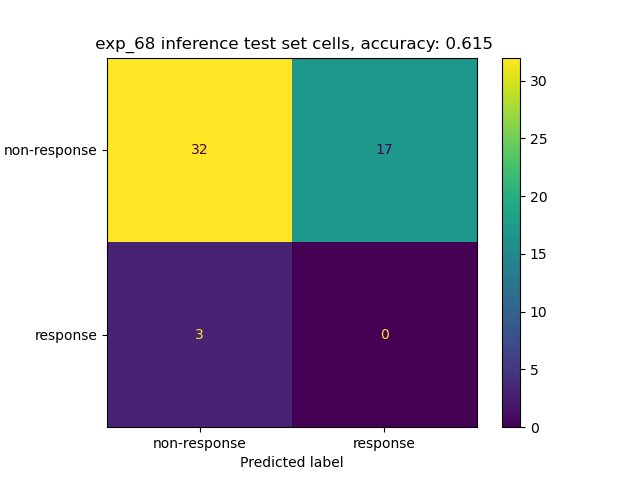 exp_68 inference test set cells, accuracy: 0.615
non-response
32
17
response
3
0
non-response
response
Predicted label
30
25
20
15
10
5
0